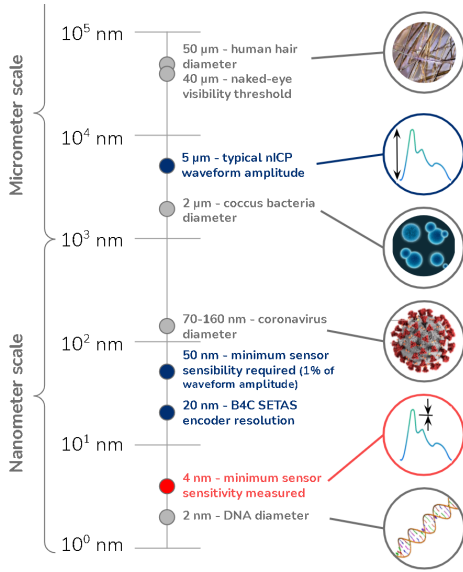 10⁵ nm
50 µm - human hair
diameter
40 µm - naked-eye
visibility threshold
Micrometer scale
10⁴ nm
5 µm - typical nICP
waveform amplitude
2 µm - coccus bacteria
diameter
10³ nm
70-160 nm - coronavirus
diameter
10² nm
50 nm - minimum sensor
sensibility required (1% of
waveform amplitude)
Nanometer scale
20 nm - B4C SETAS
encoder resolution
10¹ nm
4 nm - minimum sensor
sensitivity measured
2 nm - DNA diameter
10⁰ nm